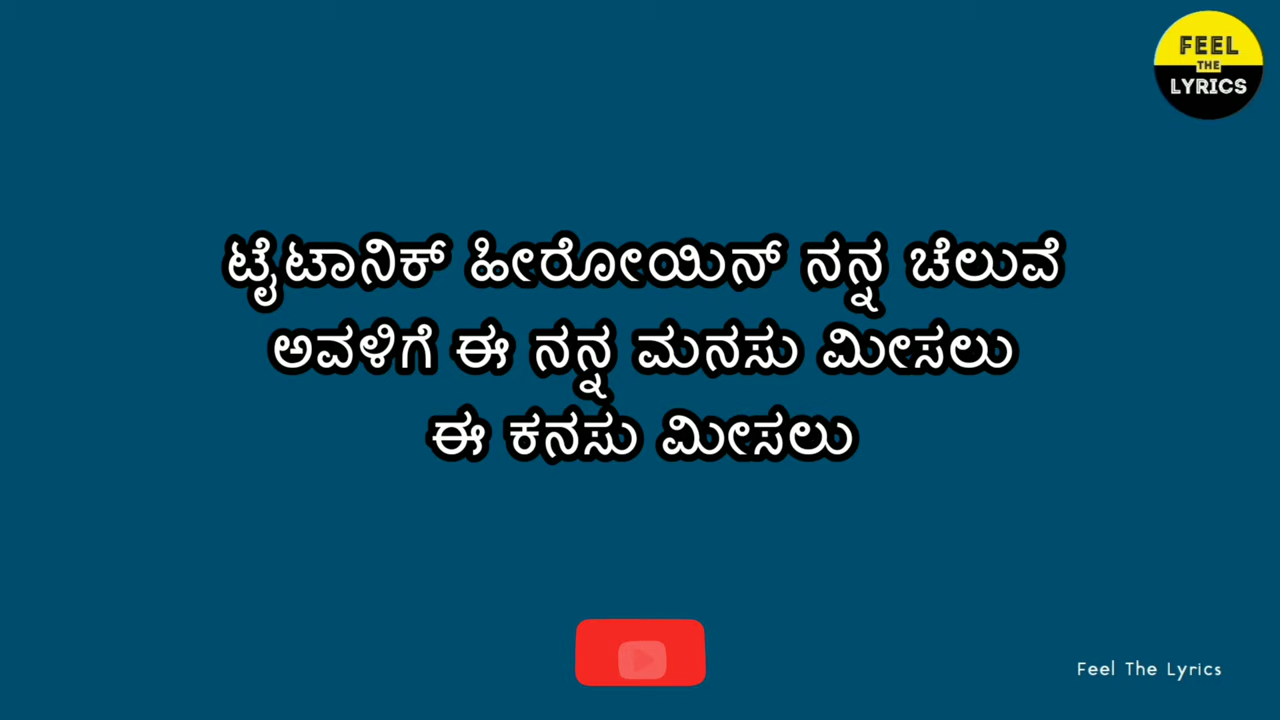 FEEL
THE
LYRICS
ಟೈಟಾನಿಕ್ ಹೀರೋಯಿನ್ ನನ್ನ ಚೆಲುವೆ
ಅವಳಿಗೆ ಈ ನನ್ನ ಮನಸು ಮೀಸಲು
ಈ ಕನಸು ಮೀಸಲು
Feel The Lyrics